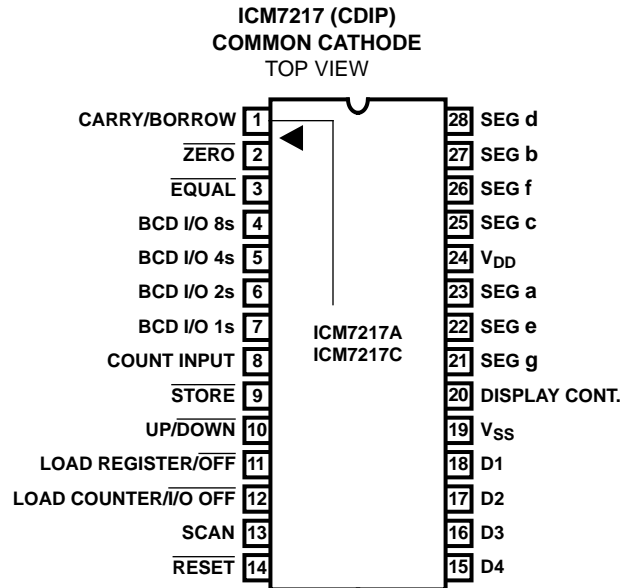 ICM7217 (CDIP)
COMMON CATHODE
TOP VIEW
CARRY/BORROW 1 28 SEG d
ZERO 2 27 SEG b
EQUAL 3 26 SEG f
BCD I/O 8s 4 25 SEG c
BCD I/O 4s 5 24 VDD
BCD I/O 2s 6 23 SEG a
BCD I/O 1s 7 22 SEG e
ICM7217A
ICM7217C
COUNT INPUT 8 21 SEG g
STORE 9 20 DISPLAY CONT.
UP/DOWN 10 19 VSS
LOAD REGISTER/OFF 11 18 D1
LOAD COUNTER/I/O OFF 12 17 D2
SCAN 13 16 D3
RESET 14 15 D4